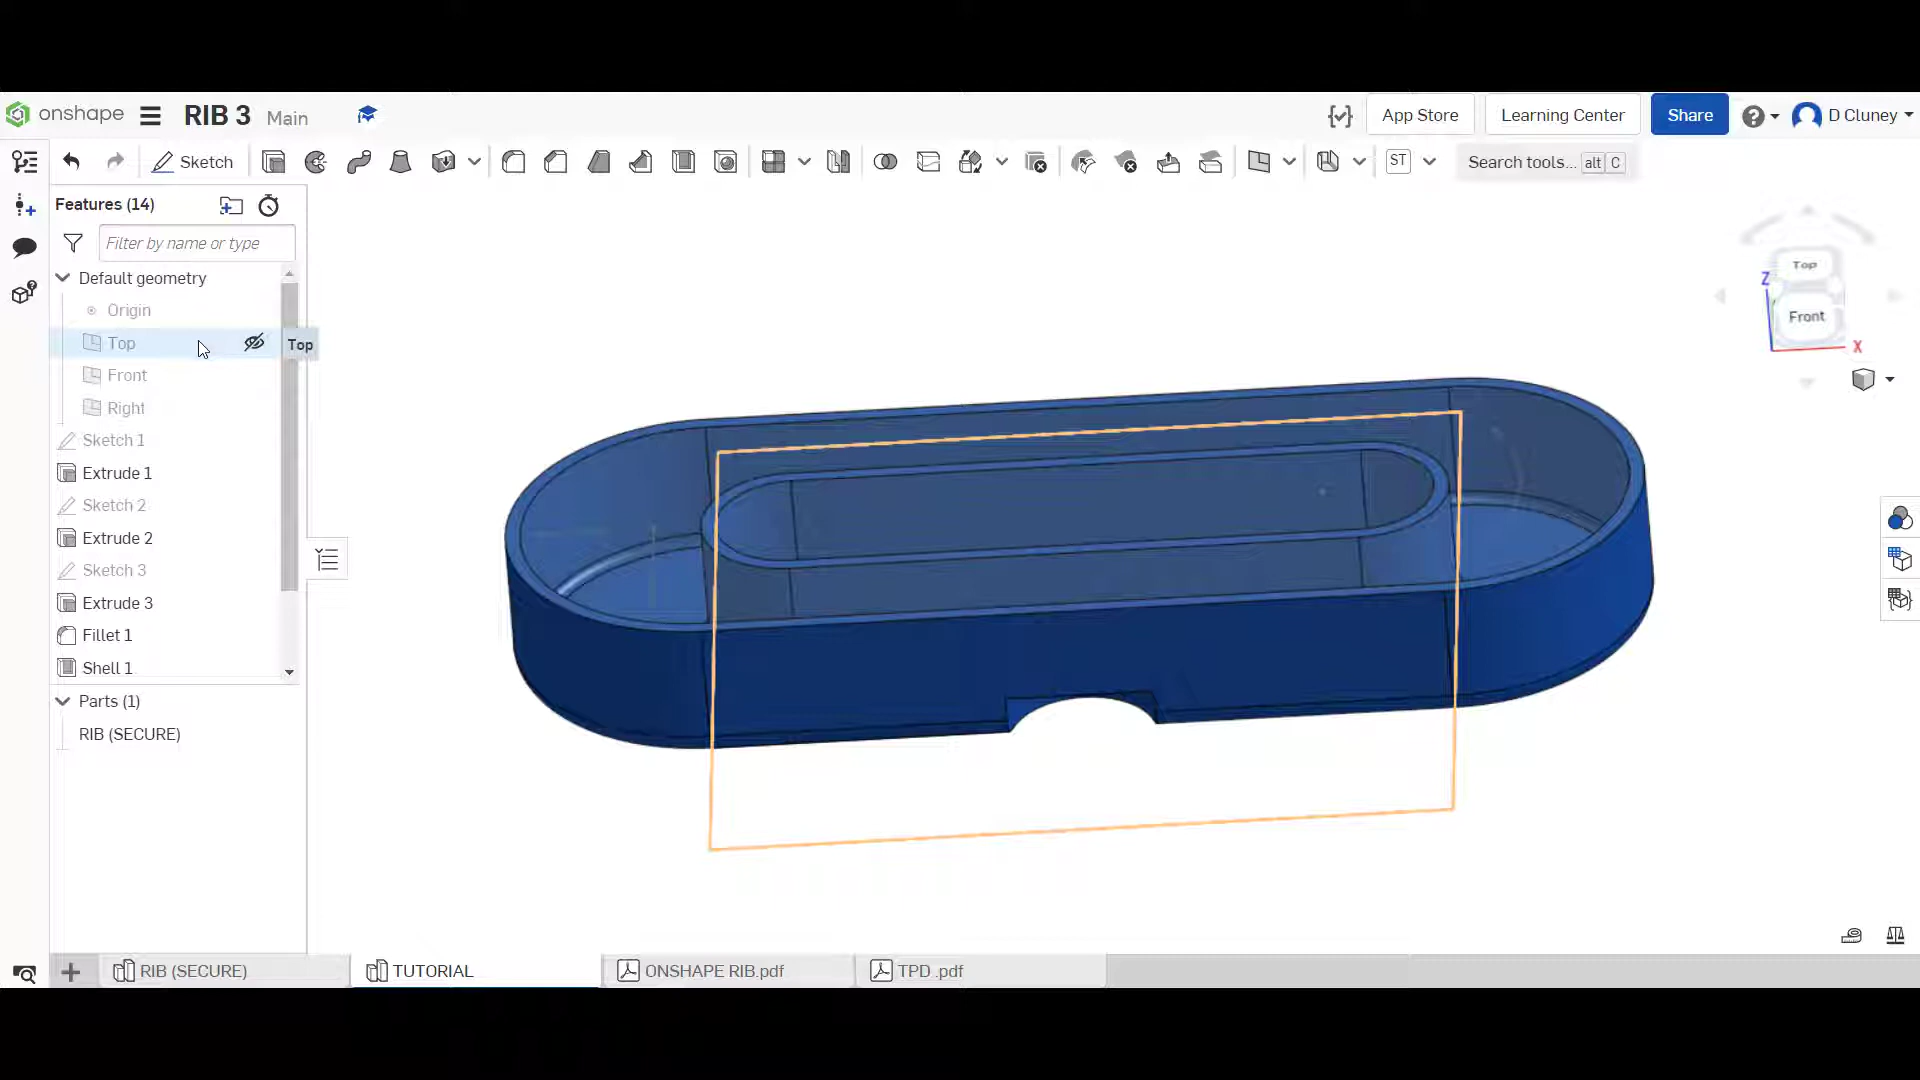 onshape RIB 3 Main App Store Learning Center Share D Cluney
Sketch ST Search tools... alt C
Features (14)
Filter by name or type
Default geometry
Origin
Top Top
Front
Right
Sketch 1
Extrude 1
Sketch 2
Extrude 2
Sketch 3
Extrude 3
Fillet 1
Shell 1
Parts (1)
RIB (SECURE)
Top
Z
Front
X
RIB (SECURE) TUTORIAL ONSHAPE RIB.pdf TPD .pdf